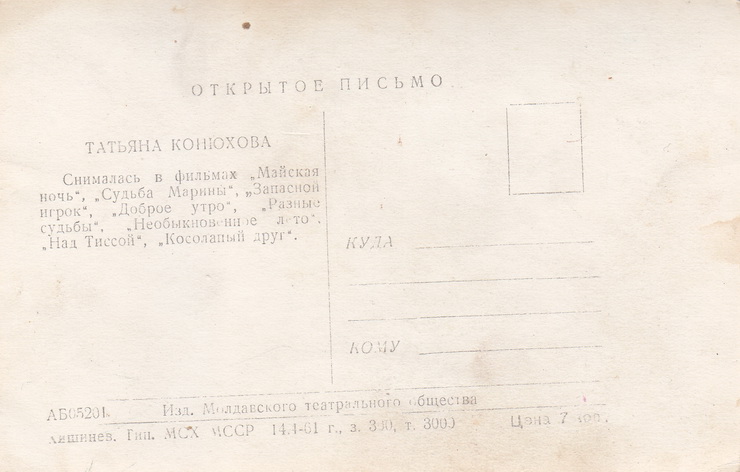 ОТКРЫТОЕ ПИСЬМО
ТАТЬЯНА КОНЮХОВА
Снималась в фильмах „Майская
ночь“, „Судьба Марины“, „Запасной
игрок“, „Доброе утро“, „Разные
судьбы“, „Необыкновенное лето“,
„Над Тиссой“, „Косолапый друг“.
КУДА
КОМУ
Изд. Молдавского театрального общества
Кишинев. Тип. МСХ МССР 14.1-61 г., з. т. 3000 Цена 7 коп.